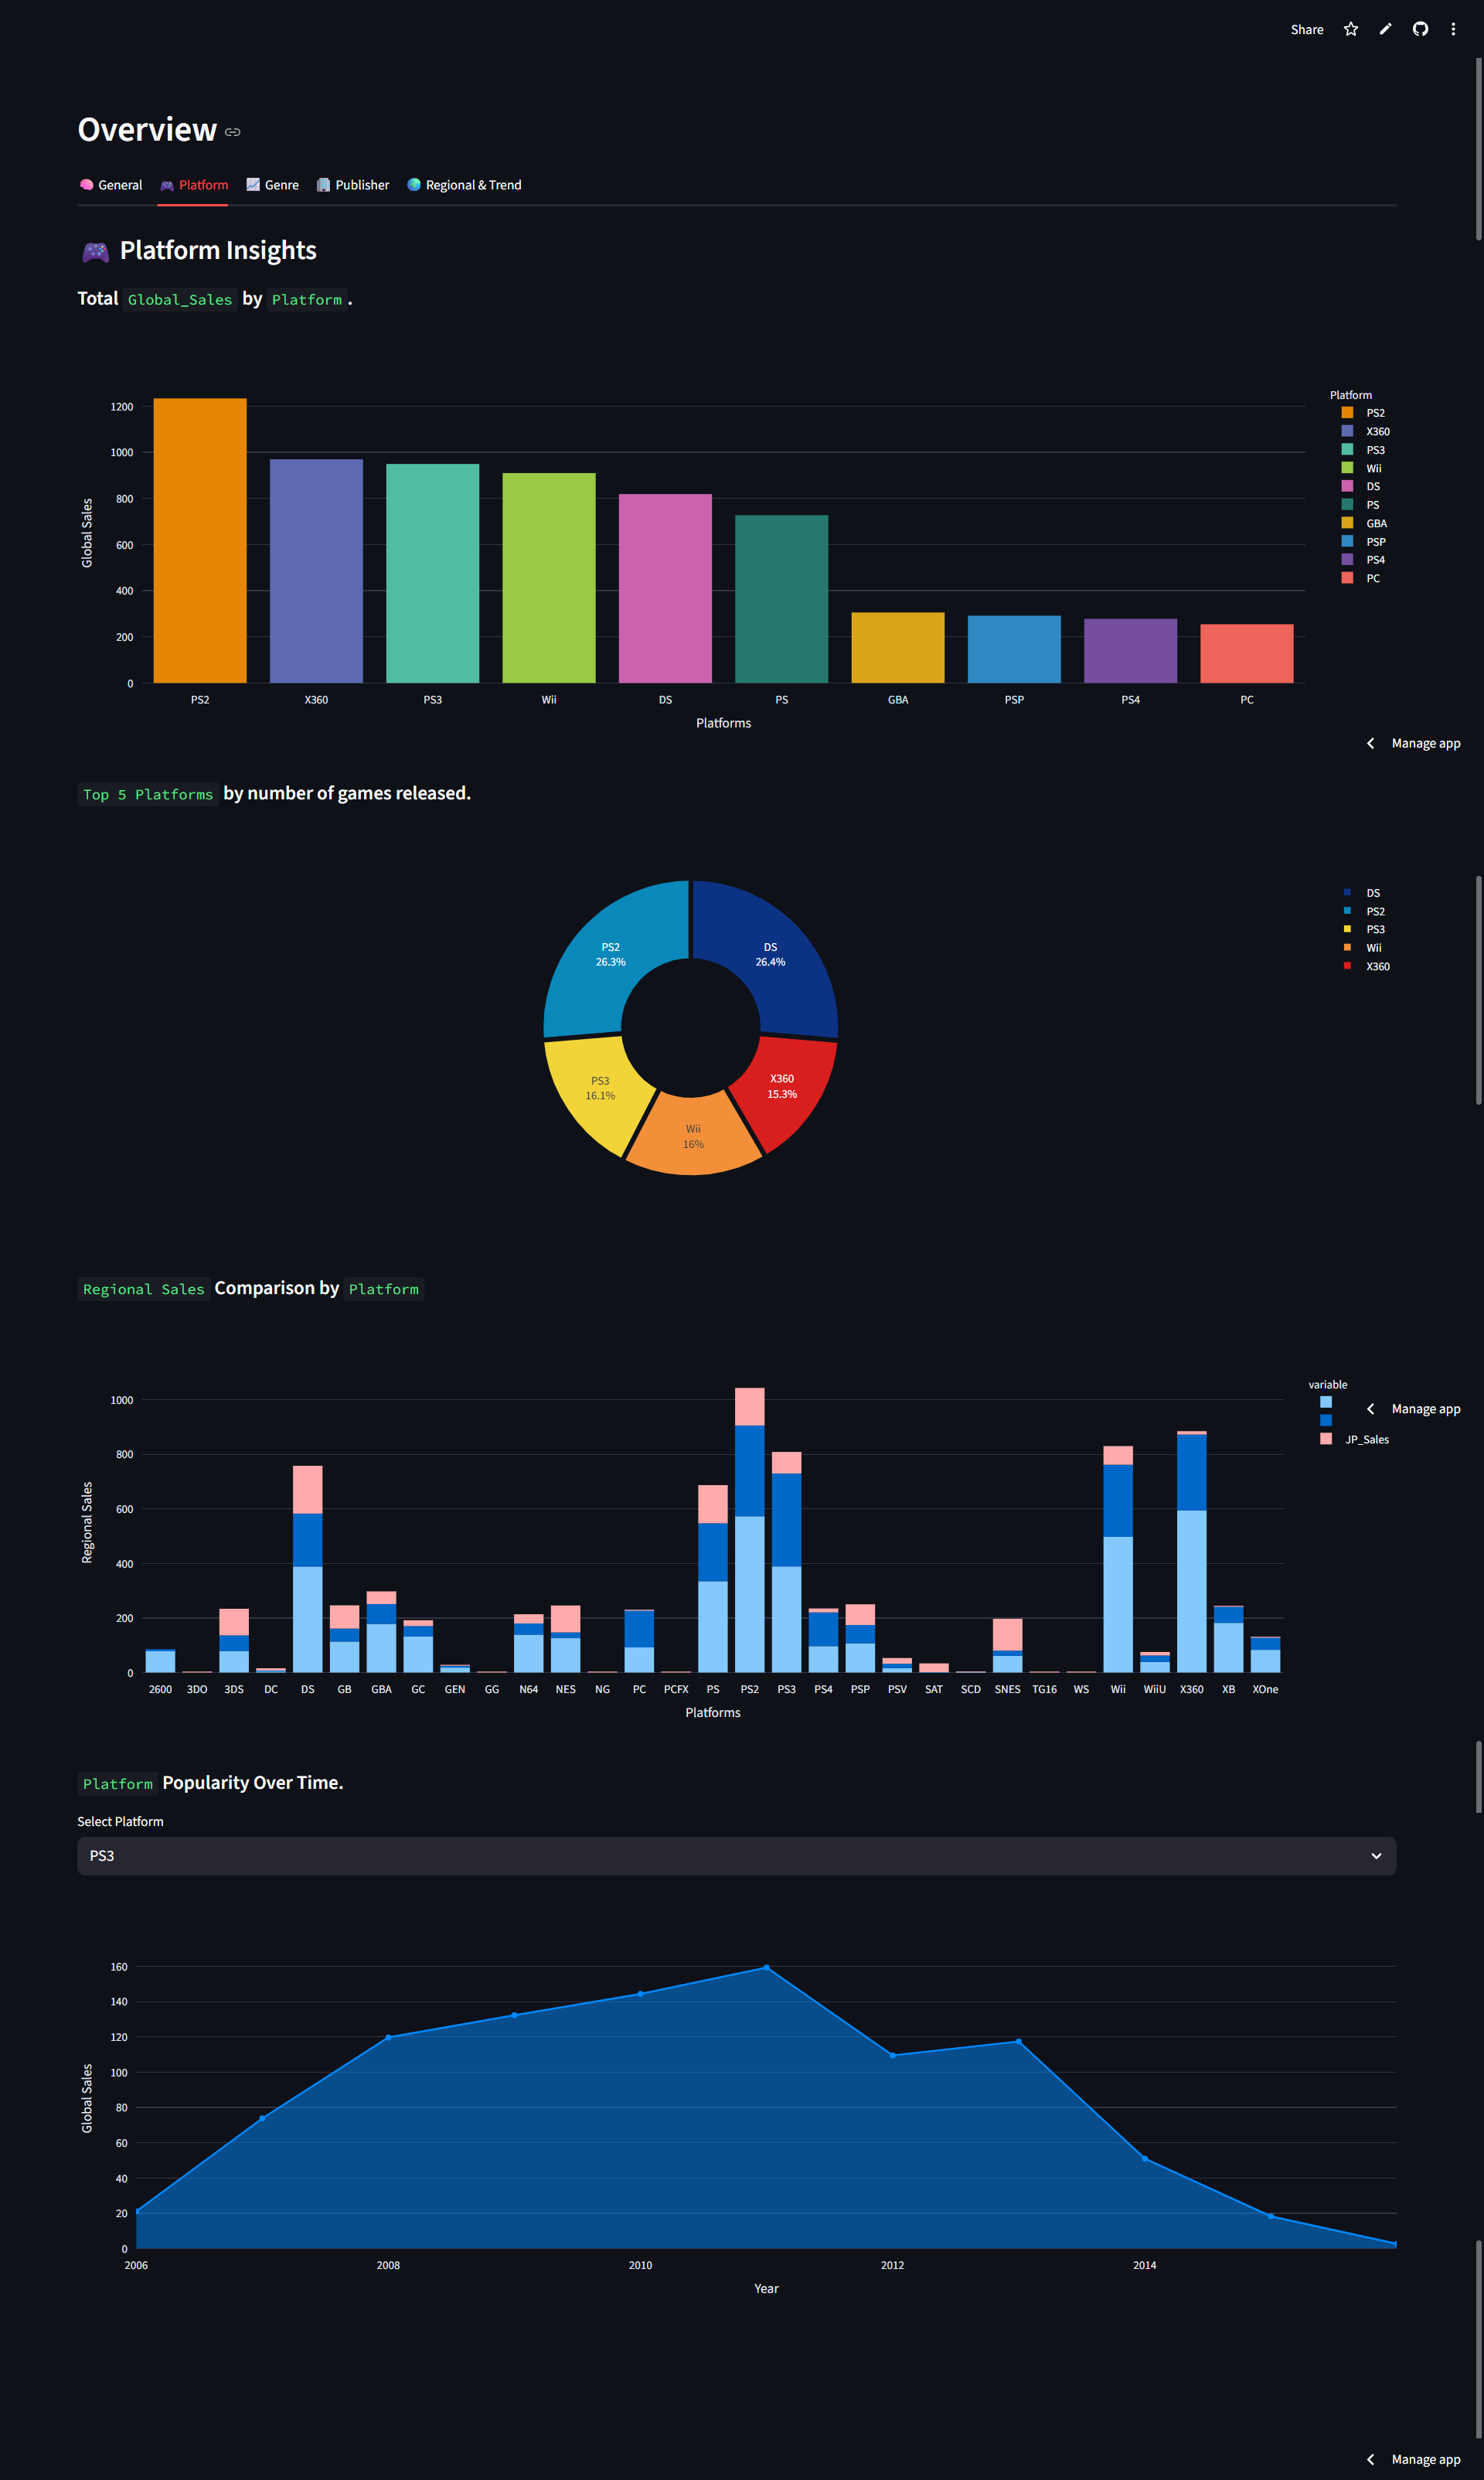 Share
Overview
General Platform Genre Publisher Regional & Trend
Platform Insights
Total Global_Sales by Platform.
Platform
PS2
X360
PS3
Wii
DS
PS
GBA
PSP
PS4
PC
1200
1000
800
600
400
200
0
Global Sales
PS2 X360 PS3 Wii DS PS GBA PSP PS4 PC
Platforms
Manage app
Top 5 Platforms by number of games released.
PS2
26.3%
DS
26.4%
PS3
16.1%
X360
15.3%
Wii
16%
DS
PS2
PS3
Wii
X360
Regional Sales Comparison by Platform
variable
JP_Sales
Manage app
1000
800
600
400
200
0
Regional Sales
2600 3DO 3DS DC DS GB GBA GC GEN GG N64 NES NG PC PCFX PS PS2 PS3 PS4 PSP PSV SAT SCD SNES TG16 WS Wii WiiU X360 XB XOne
Platforms
Platform Popularity Over Time.
Select Platform
PS3
160
140
120
100
80
60
40
20
0
Global Sales
2006 2008 2010 2012 2014
Year
Manage app